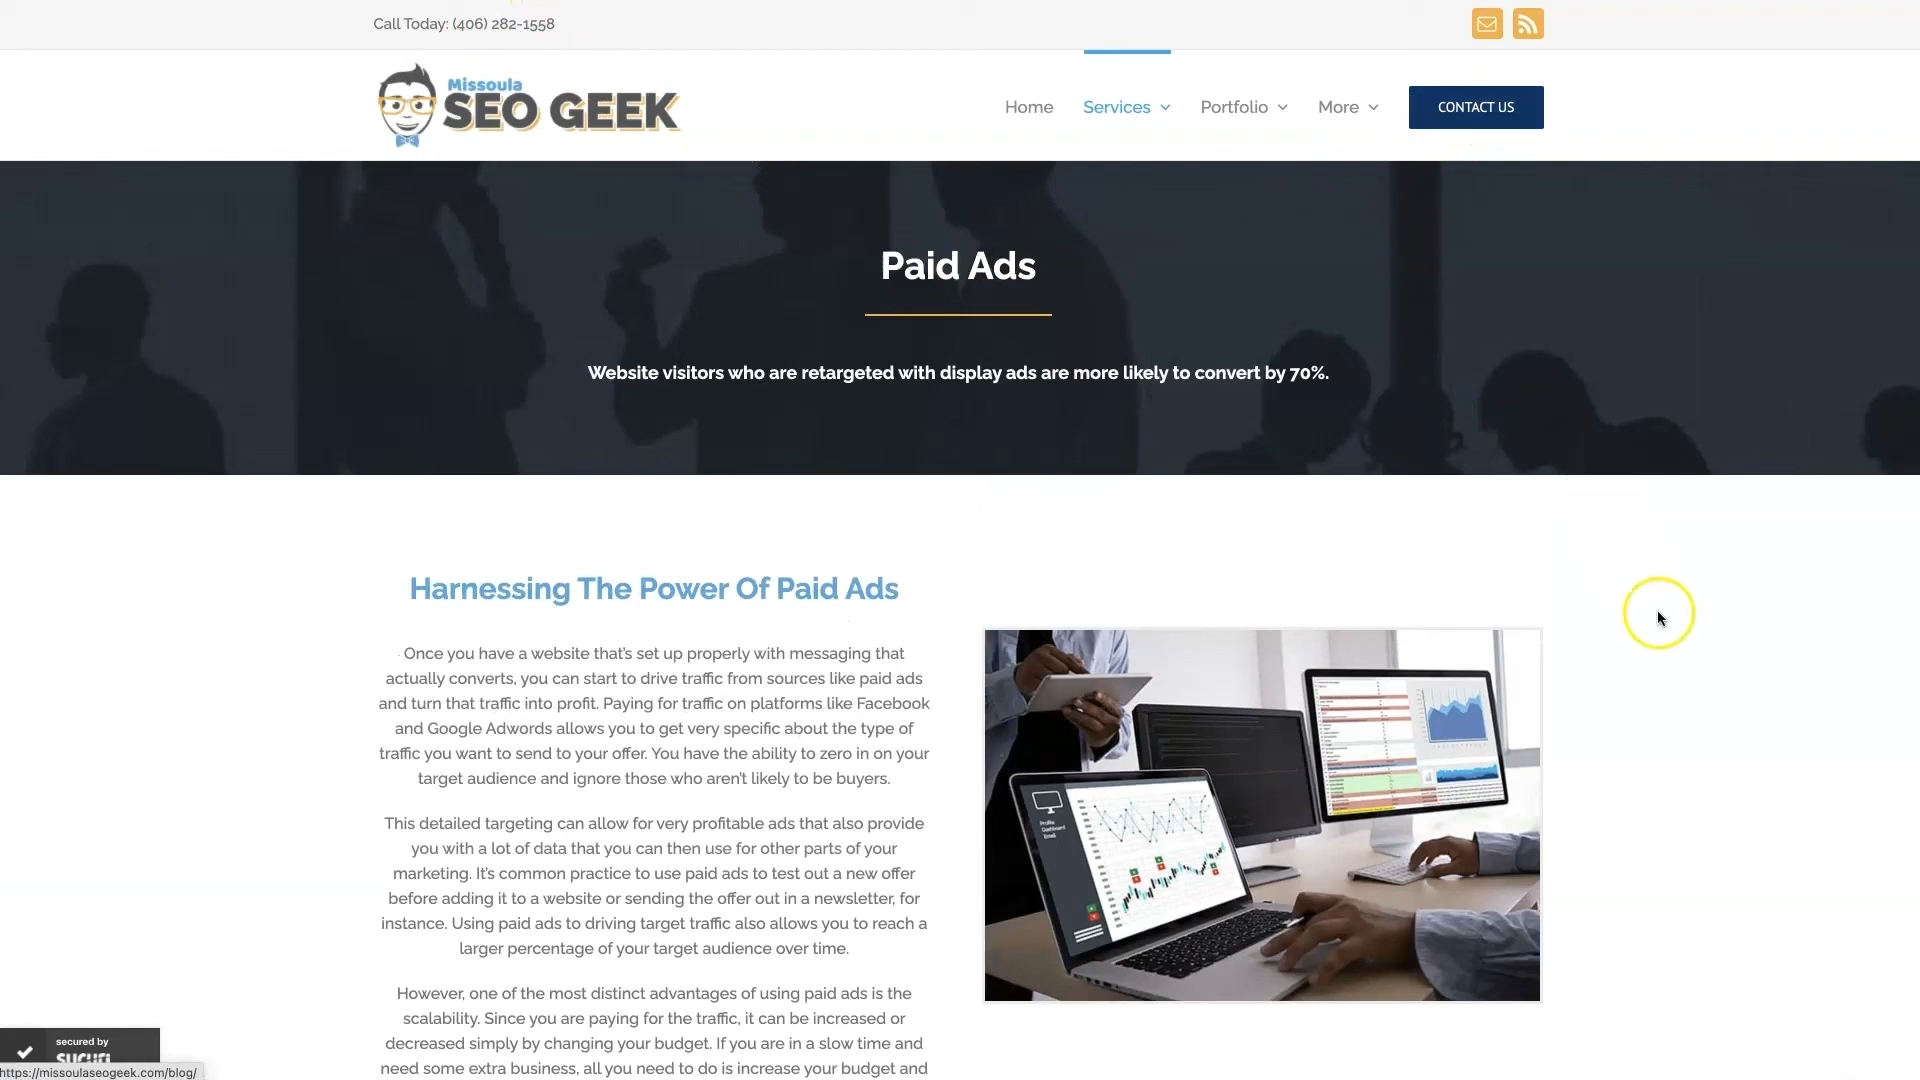 Call Today: (406) 282-1558
Missoula
SEO GEEK
Home
Services
Portfolio
More
CONTACT US
Paid Ads
Website visitors who are retargeted with display ads are more likely to convert by 70%.
Harnessing The Power Of Paid Ads
Once you have a website that's set up properly with messaging that
actually converts, you can start to drive traffic from sources like paid ads
and turn that traffic into profit. Paying for traffic on platforms like Facebook
and Google Adwords allows you to get very specific about the type of
traffic you want to send to your offer. You have the ability to zero in on your
target audience and ignore those who aren't likely to be buyers.
This detailed targeting can allow for very profitable ads that also provide
you with a lot of data that you can then use for other parts of your
marketing. It's common practice to use paid ads to test out a new offer
before adding it to a website or sending the offer out in a newsletter, for
instance. Using paid ads to driving target traffic also allows you to reach a
larger percentage of your target audience over time.
However, one of the most distinct advantages of using paid ads is the
scalability. Since you are paying for the traffic, it can be increased or
decreased simply by changing your budget. If you are in a slow time and
need some extra business, all you need to do is increase your budget and
Profile
Dashboard
Email
secured by
sucuri
https://missoulaseogeek.com/blog/